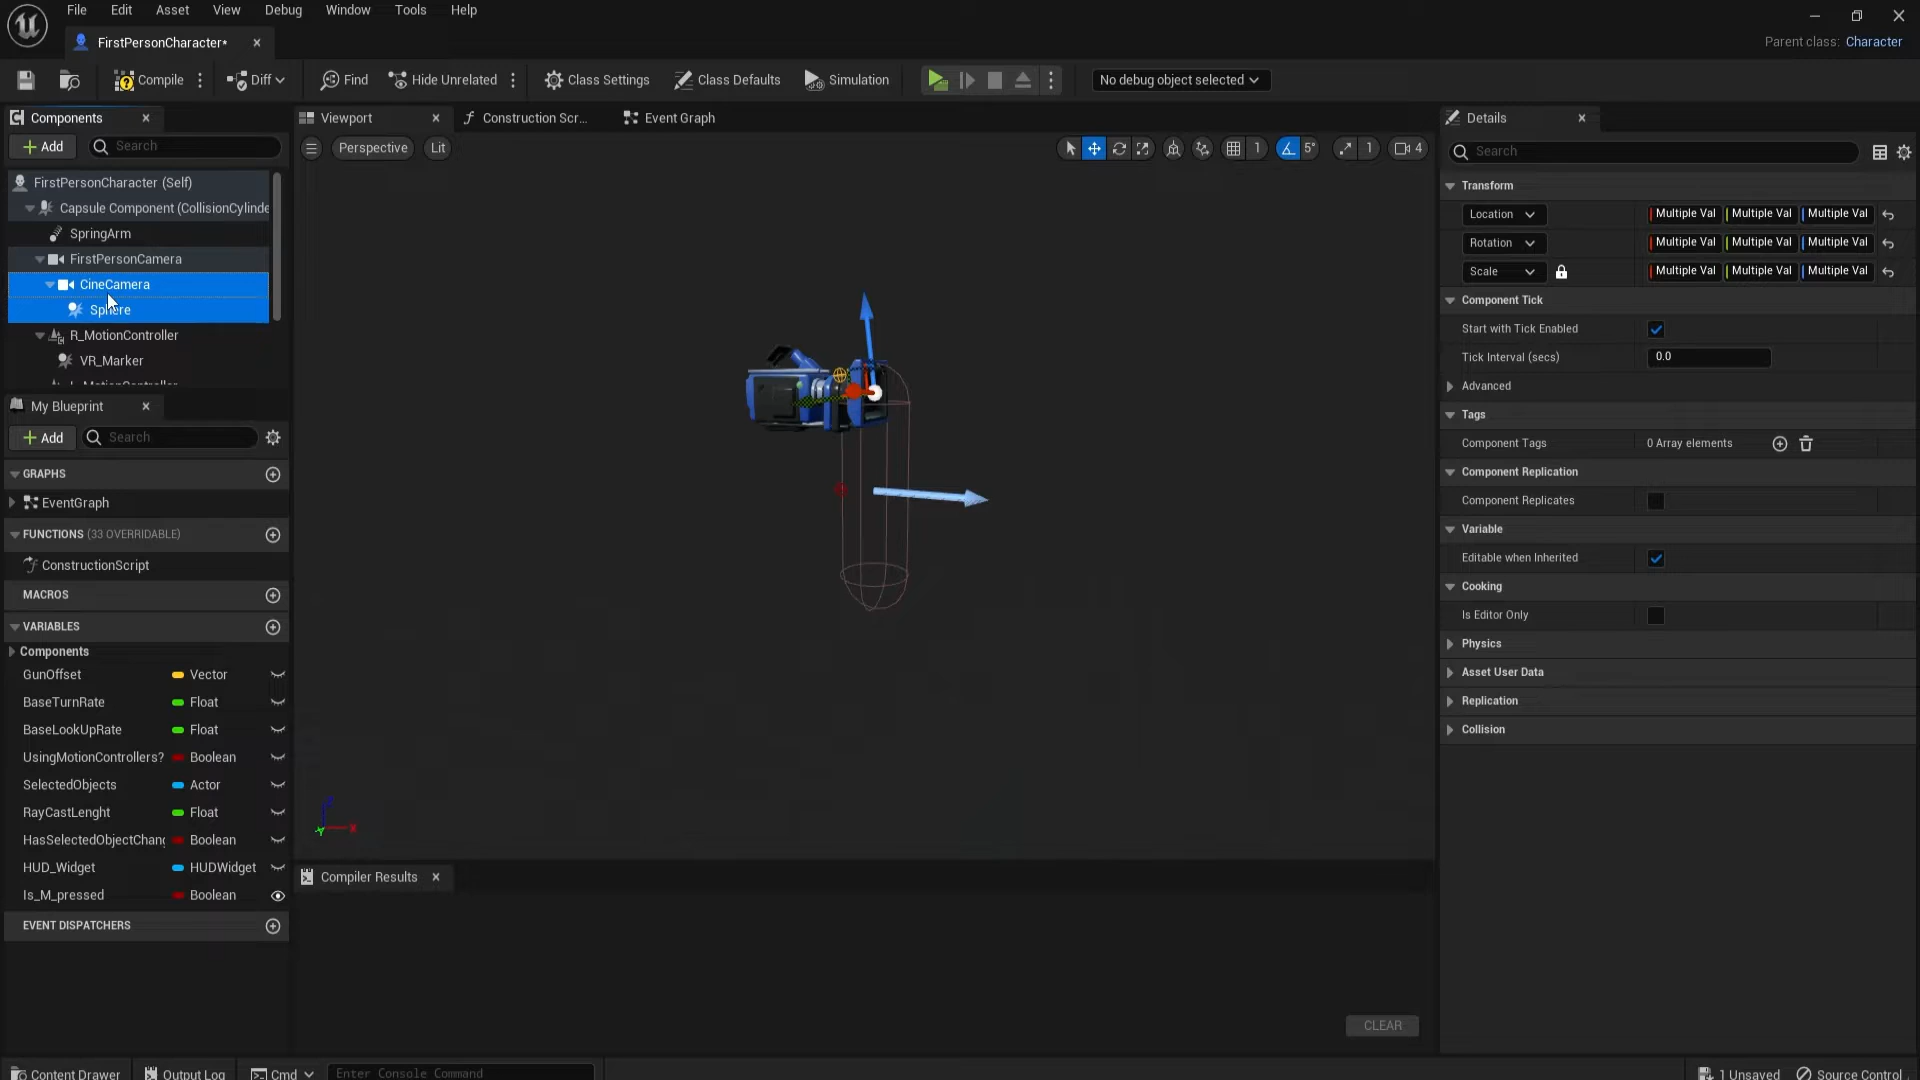 File Edit Asset View Debug Window Tools Help
FirstPersonCharacter*
Parent class: Character
Compile Diff Find Hide Unrelated Class Settings Class Defaults Simulation No debug object selected
Components
Add Search
FirstPersonCharacter (Self)
Capsule Component (CollisionCylinde
SpringArm
FirstPersonCamera
CineCamera
Sphere
R_MotionController
VR_Marker
My Blueprint
Add Search
GRAPHS
EventGraph
FUNCTIONS (33 OVERRIDABLE)
ConstructionScript
MACROS
VARIABLES
Components
GunOffset Vector
BaseTurnRate Float
BaseLookUpRate Float
UsingMotionControllers? Boolean
SelectedObjects Actor
RayCastLenght Float
HasSelectedObjectChang Boolean
HUD_Widget HUDWidget
Is_M_pressed Boolean
EVENT DISPATCHERS
Viewport Construction Scr... Event Graph
Perspective Lit
1 5° 1 4
Compiler Results
CLEAR
Details
Search
Transform
Location Multiple Val Multiple Val Multiple Val
Rotation Multiple Val Multiple Val Multiple Val
Scale Multiple Val Multiple Val Multiple Val
Component Tick
Start with Tick Enabled
Tick Interval (secs) 0.0
Advanced
Tags
Component Tags 0 Array elements
Component Replication
Component Replicates
Variable
Editable when Inherited
Cooking
Is Editor Only
Physics
Asset User Data
Replication
Collision
Content Drawer Output Log Cmd Enter Console Command 1 Unsaved Source Control